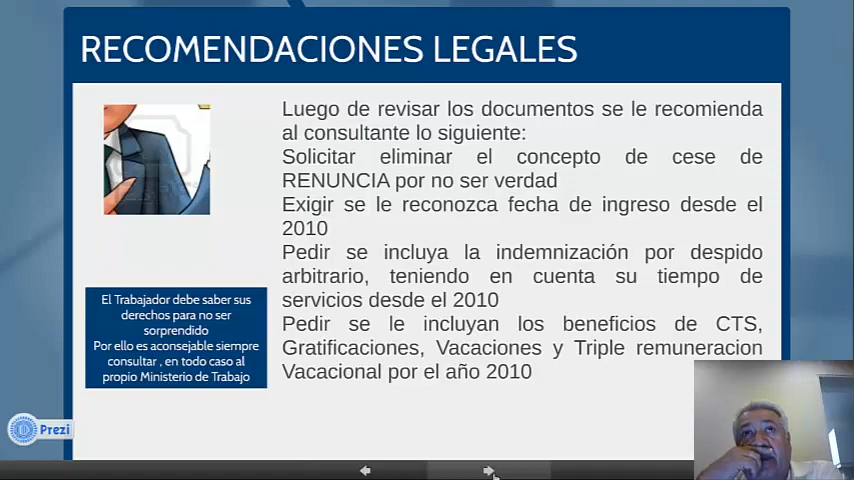 RECOMENDACIONES LEGALES
Luego de revisar los documentos se le recomienda
al consultante lo siguiente:
Solicitar eliminar el concepto de cese de
RENUNCIA por no ser verdad
Exigir se le reconozca fecha de ingreso desde el
2010
Pedir se incluya la indemnización por despido
arbitrario, teniendo en cuenta su tiempo de
servicios desde el 2010
Pedir se le incluyan los beneficios de CTS,
Gratificaciones, Vacaciones y Triple remuneracion
Vacacional por el año 2010
El Trabajador debe saber sus
derechos para no ser
sorprendido
Por ello es aconsejable siempre
consultar , en todo caso al
propio Ministerio de Trabajo
Prezi